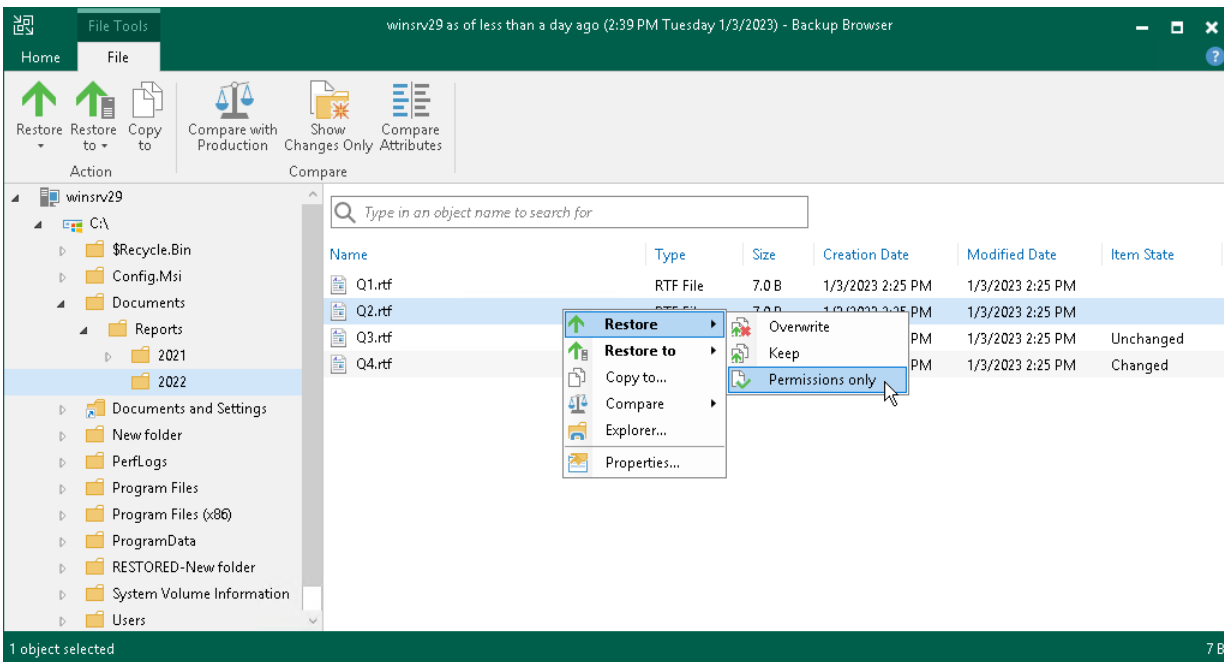 File Tools
winsrv29 as of less than a day ago (2:39 PM Tuesday 1/3/2023) - Backup Browser
Home File
Restore Restore to Copy to Compare with Production Show Changes Only Compare Attributes
Action Compare
winsrv29
C:\
$Recycle.Bin
Config.Msi
Documents
Reports
2021
2022
Documents and Settings
New folder
PerfLogs
Program Files
Program Files (x86)
ProgramData
RESTORED-New folder
System Volume Information
Users
Type in an object name to search for
Name Type Size Creation Date Modified Date Item State
Q1.rtf RTF File 7.0 B 1/3/2023 2:25 PM 1/3/2023 2:25 PM
Q2.rtf 1/3/2023 2:25 PM
Q3.rtf PM 1/3/2023 2:25 PM Unchanged
Q4.rtf PM 1/3/2023 2:25 PM Changed
Restore
Restore to
Copy to...
Compare
Explorer...
Properties...
Overwrite
Keep
Permissions only
1 object selected 7 B